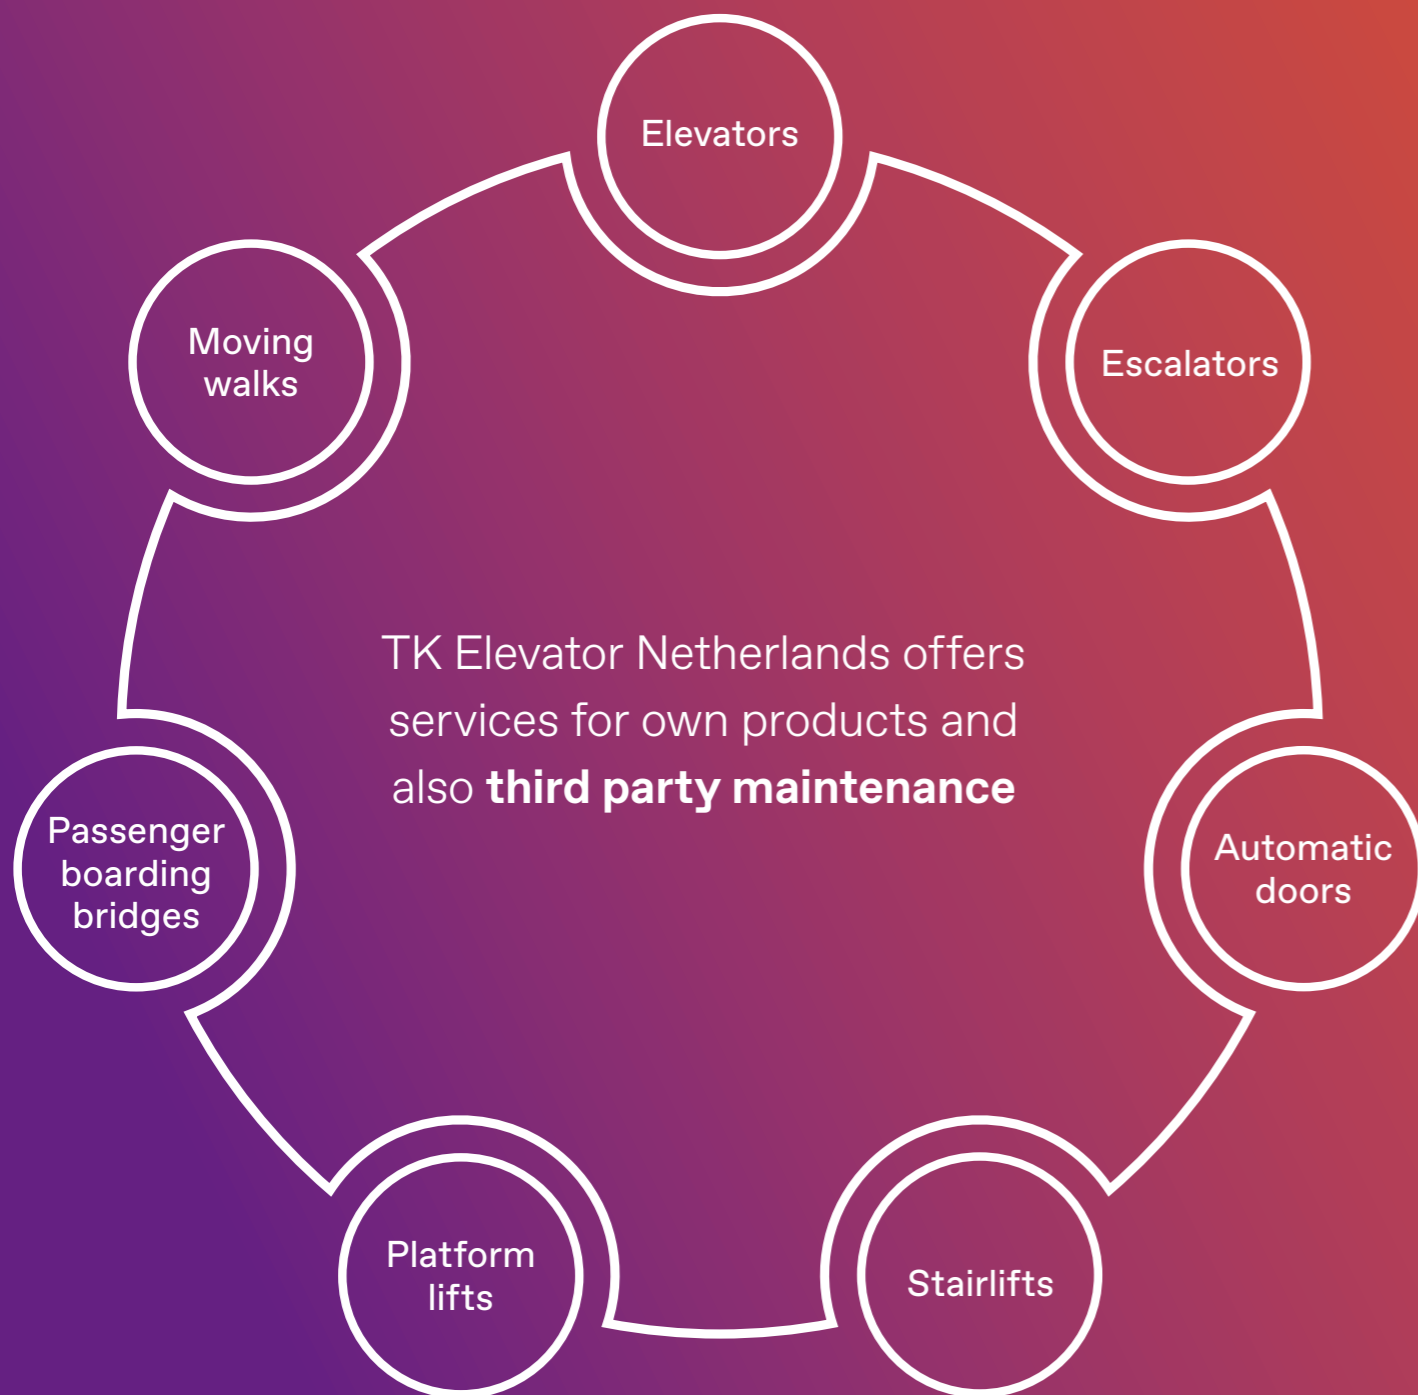 Elevators
Escalators
Automatic
doors
Stairlifts
Platform
lifts
Passenger
boarding
bridges
Moving
walks
TK Elevator Netherlands offers
services for own products and
also third party maintenance